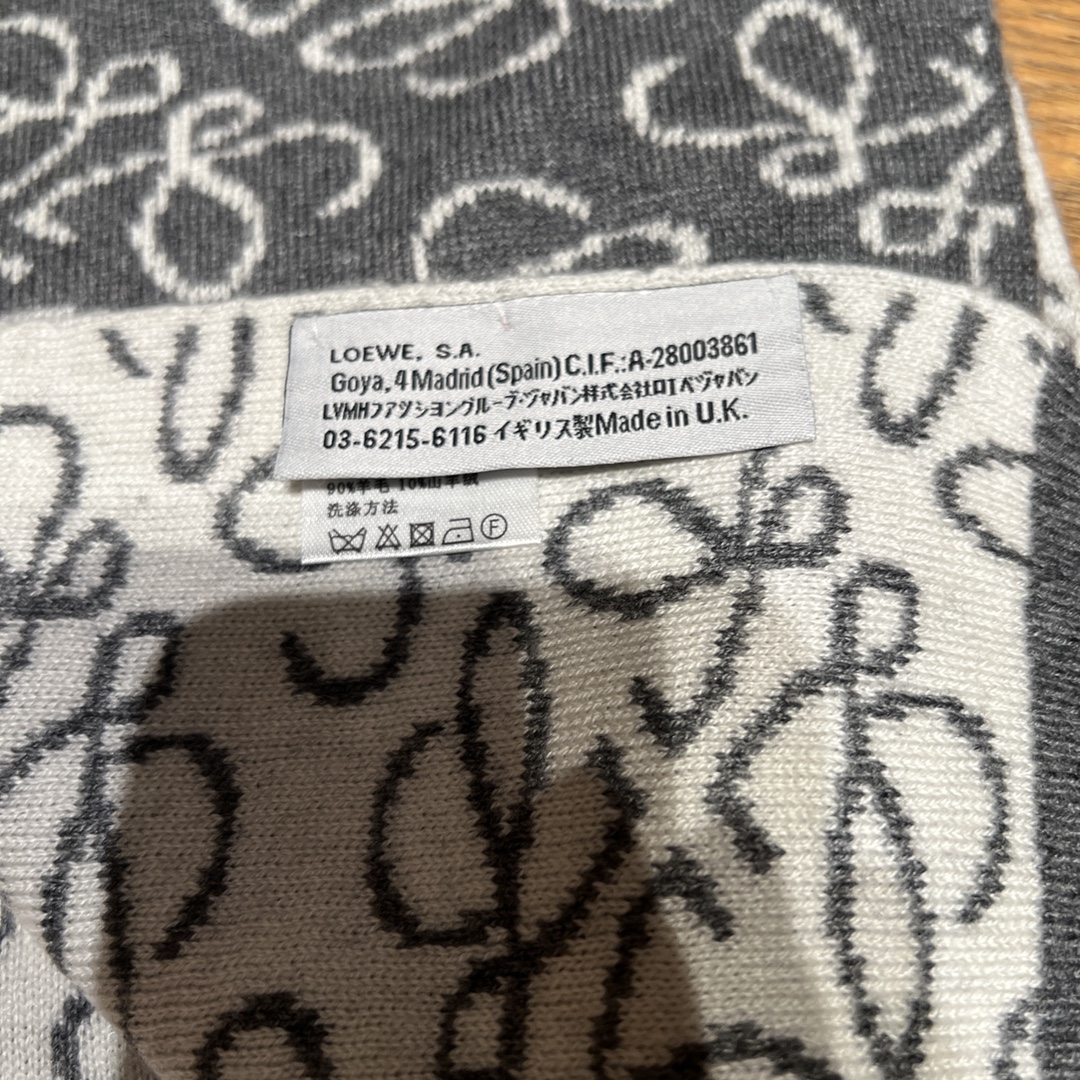 LOEWE, S.A.
Goya, 4 Madrid (Spain) C.I.F.:A-28003861
LVMHファッショングループ・ジャパン株式会社ロエベジャパン
03-6215-6116 イギリス製Made in U.K.
90%羊毛 10%山羊绒
洗涤方法
F